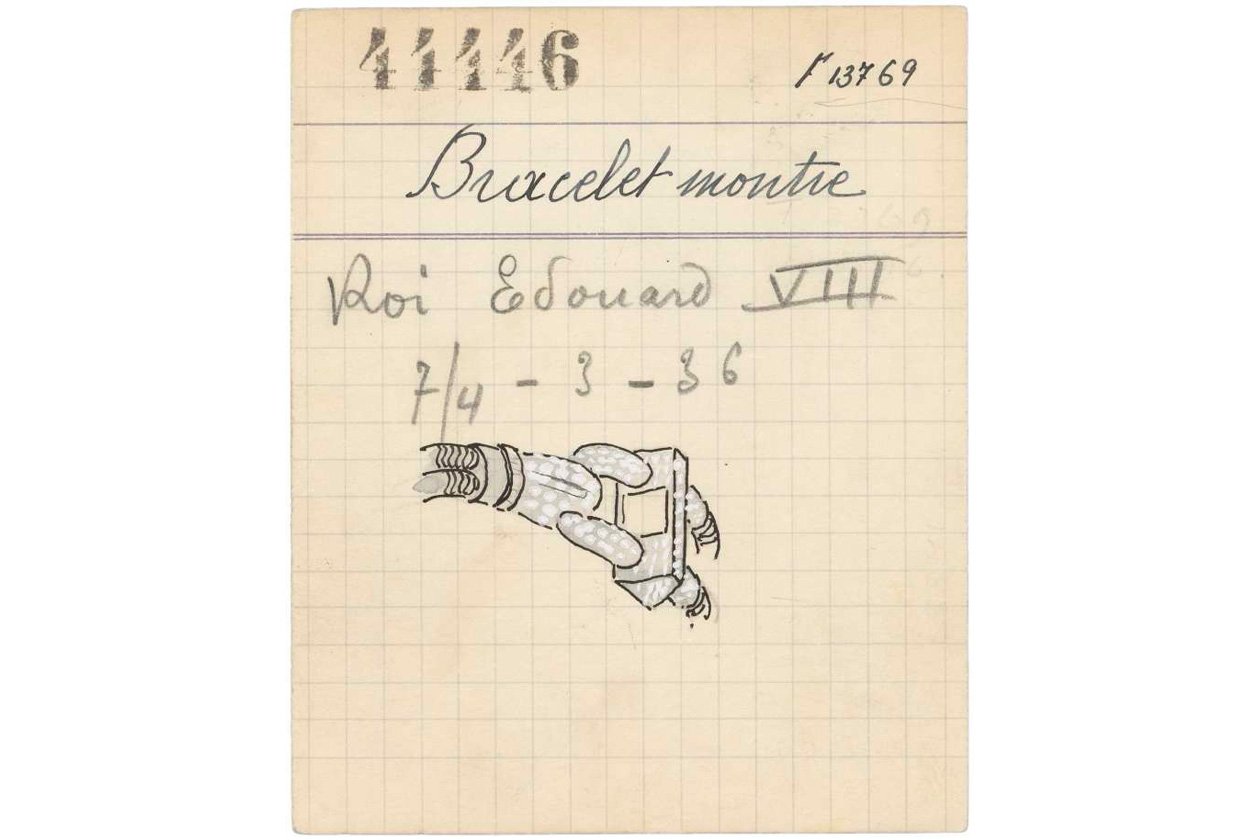 44446
F 13769
Bracelet montre
Roi Edouard VIII
7/4 - 3 - 36